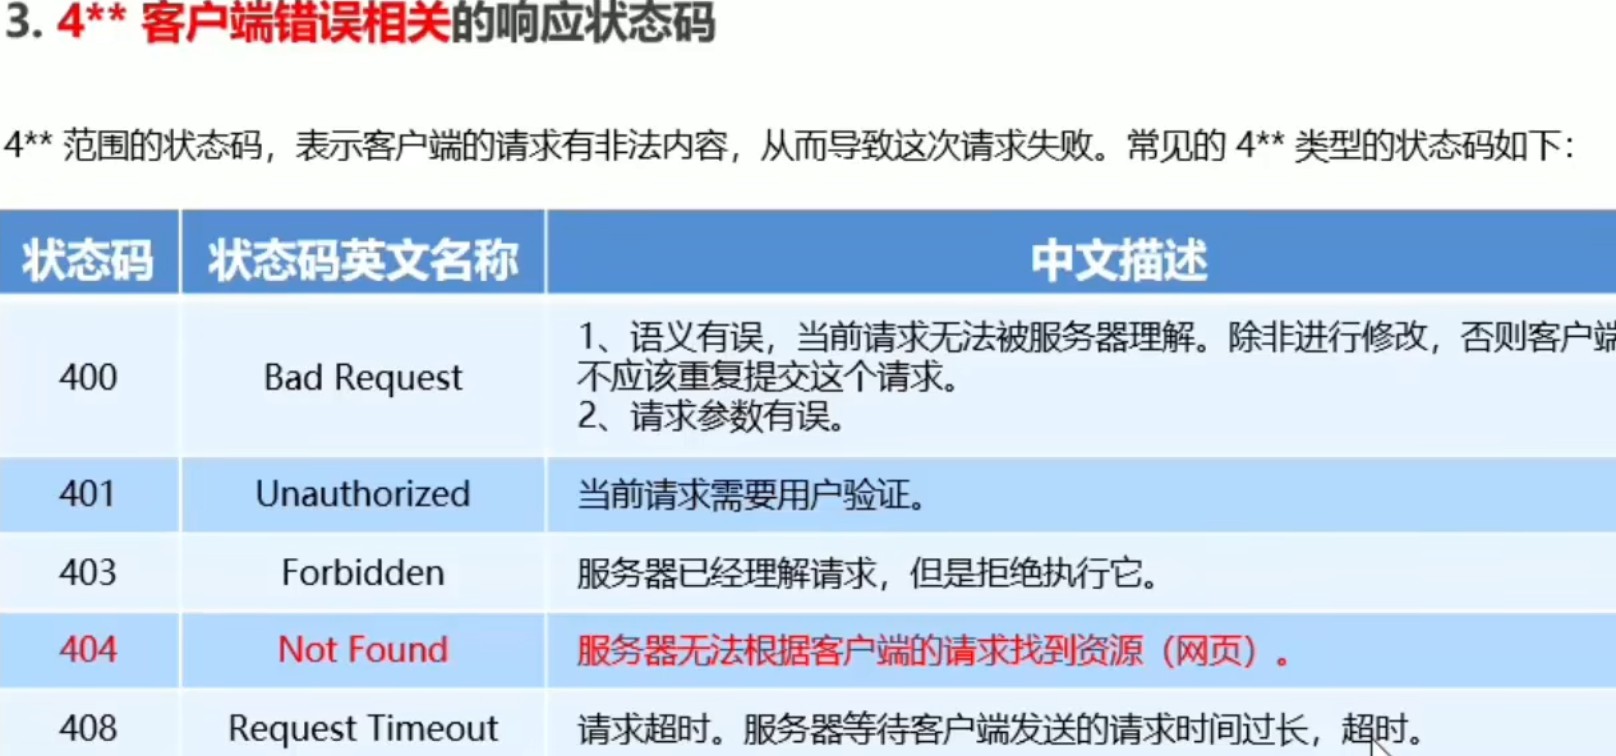 3. 4** 客户端错误相关的响应状态码
4** 范围的状态码，表示客户端的请求有非法内容，从而导致这次请求失败。常见的 4** 类型的状态码如下：
状态码 状态码英文名称 中文描述
400 Bad Request 1、语义有误，当前请求无法被服务器理解。除非进行修改，否则客户端
不应该重复提交这个请求。
2、请求参数有误。
401 Unauthorized 当前请求需要用户验证。
403 Forbidden 服务器已经理解请求，但是拒绝执行它。
404 Not Found 服务器无法根据客户端的请求找到资源（网页）。
408 Request Timeout 请求超时。服务器等待客户端发送的请求时间过长，超时。